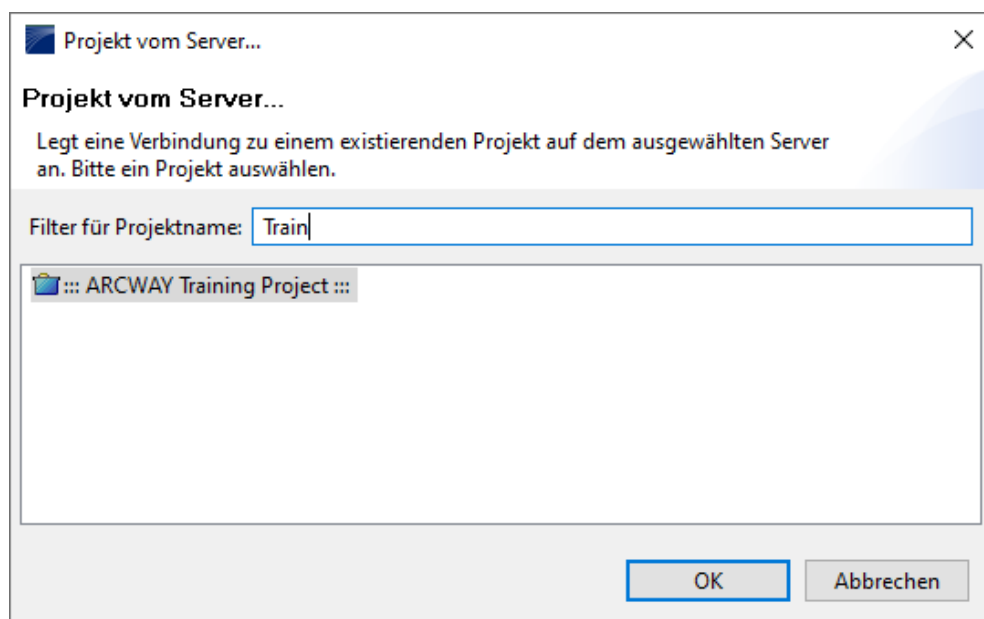 Projekt vom Server...
Projekt vom Server...
Legt eine Verbindung zu einem existierenden Projekt auf dem ausgewählten Server
an. Bitte ein Projekt auswählen.
Filter für Projektname: Train
::: ARCWAY Training Project :::
OK Abbrechen